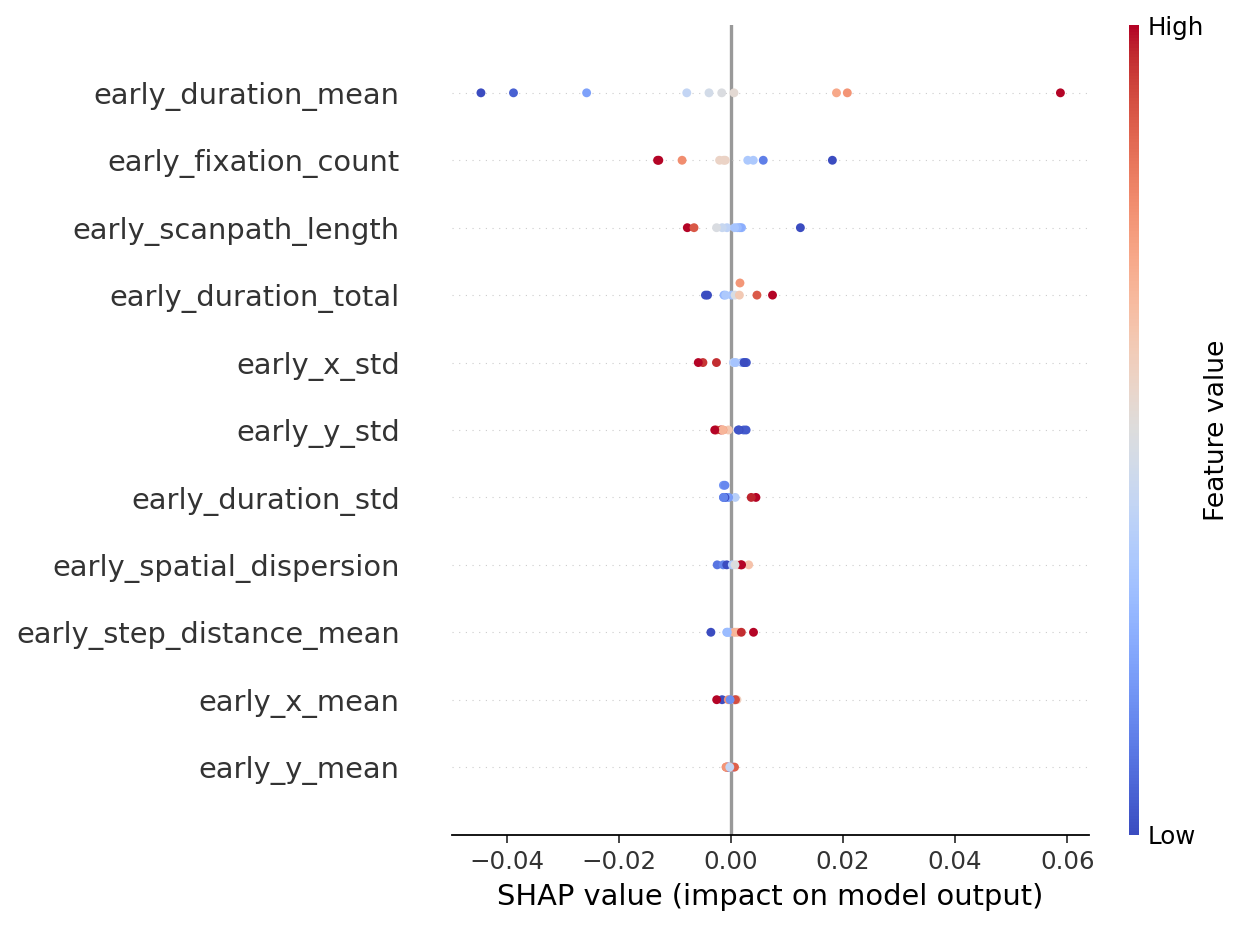 High
early_duration_mean
early_fixation_count
early_scanpath_length
early_duration_total
early_x_std
early_y_std
early_duration_std
early_spatial_dispersion
early_step_distance_mean
early_x_mean
early_y_mean
Feature value
Low
−0.04 −0.02 0.00 0.02 0.04 0.06
SHAP value (impact on model output)